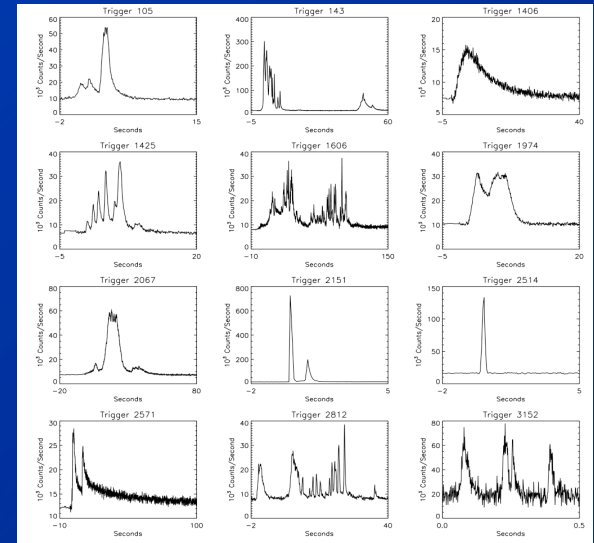 Trigger 105
60
50
40
30
20
10
0
10³ Counts/Second
-2
15
Seconds
Trigger 143
400
300
200
100
0
10³ Counts/Second
-5
60
Seconds
Trigger 1406
20
15
10
5
10³ Counts/Second
-5
40
Seconds
Trigger 1425
40
30
20
10
0
10³ Counts/Second
-5
20
Seconds
Trigger 1606
40
30
20
10
0
10³ Counts/Second
-10
150
Seconds
Trigger 1974
40
30
20
10
0
10³ Counts/Second
-5
20
Seconds
Trigger 2067
80
60
40
20
0
10³ Counts/Second
-20
80
Seconds
Trigger 2151
800
600
400
200
0
10³ Counts/Second
-2
5
Seconds
Trigger 2514
150
100
50
0
10³ Counts/Second
-2
5
Seconds
Trigger 2571
30
25
20
15
10
10³ Counts/Second
-10
100
Seconds
Trigger 2812
40
30
20
10
0
10³ Counts/Second
-2
40
Seconds
Trigger 3152
80
60
40
20
0
10³ Counts/Second
0.0
0.5
Seconds